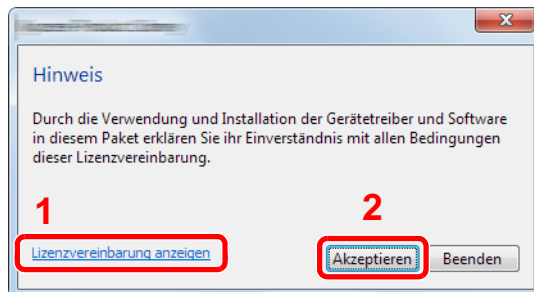 Hinweis
Durch die Verwendung und Installation der Gerätetreiber und Software
in diesem Paket erklären Sie ihr Einverständnis mit allen Bedingungen
dieser Lizenzvereinbarung.
1
2
Lizenzvereinbarung anzeigen
Akzeptieren
Beenden